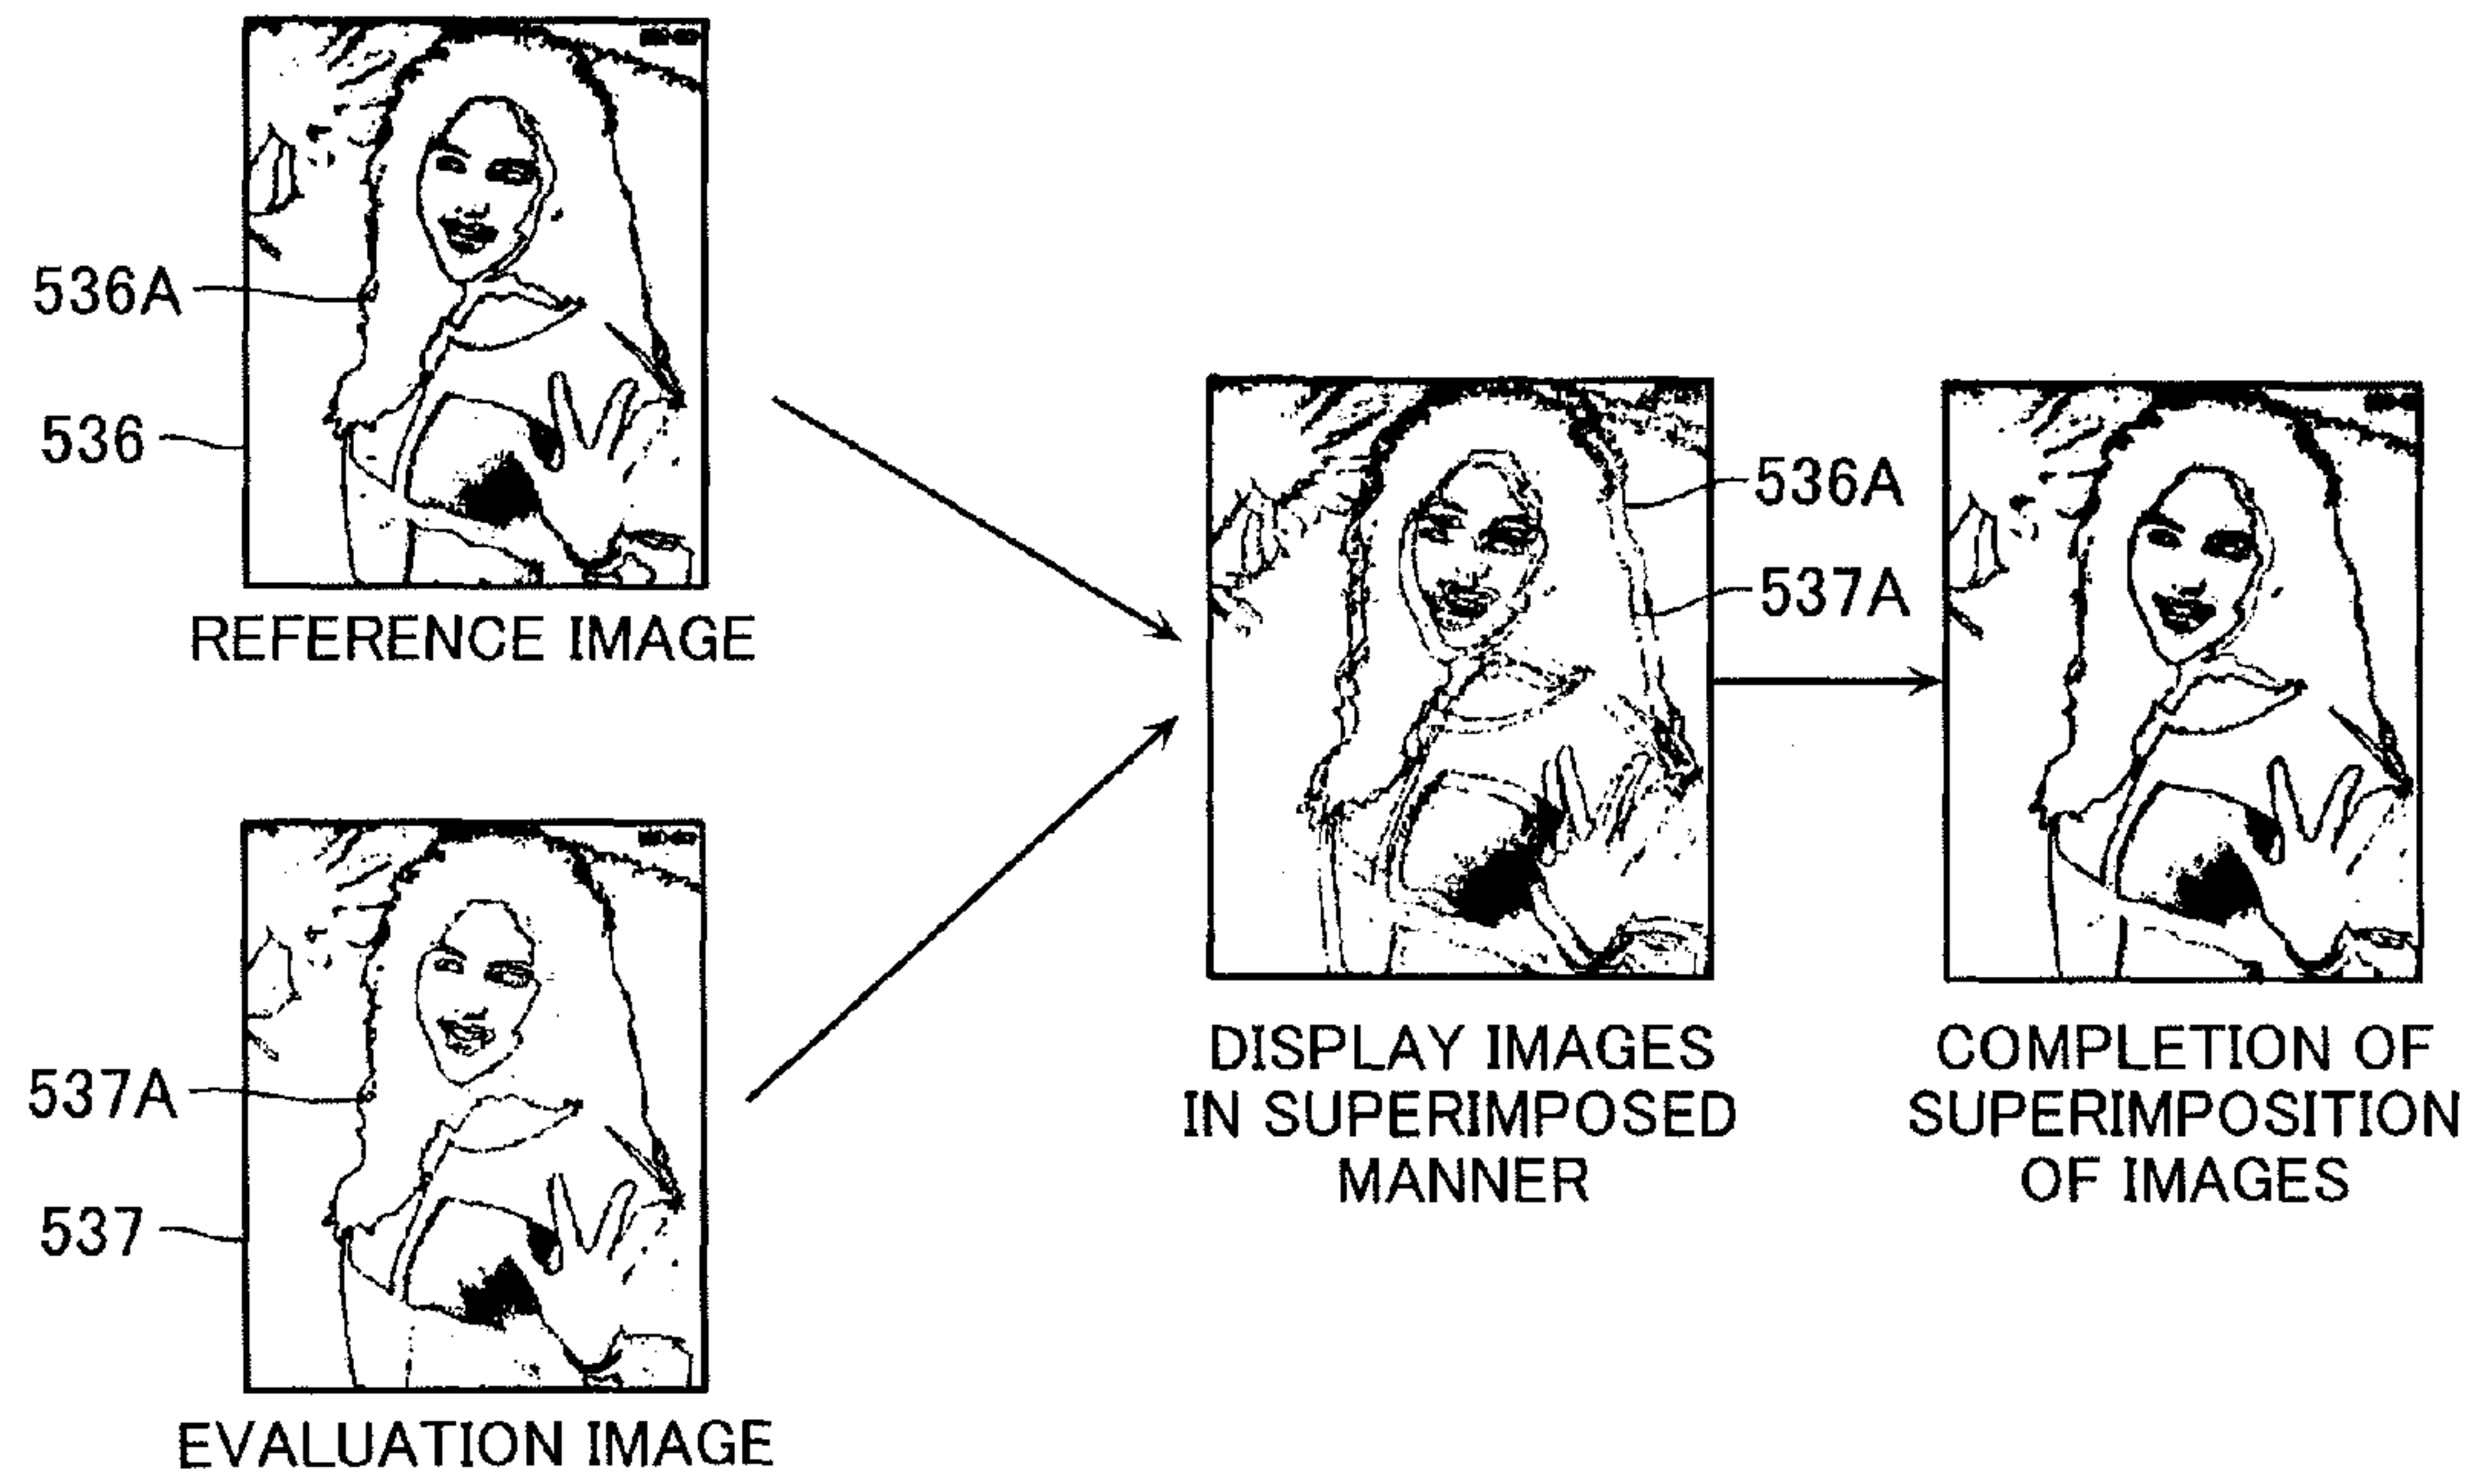 536A
536
REFERENCE IMAGE
537A
537
EVALUATION IMAGE
536A
537A
DISPLAY IMAGES
IN SUPERIMPOSED
MANNER
COMPLETION OF
SUPERIMPOSITION
OF IMAGES